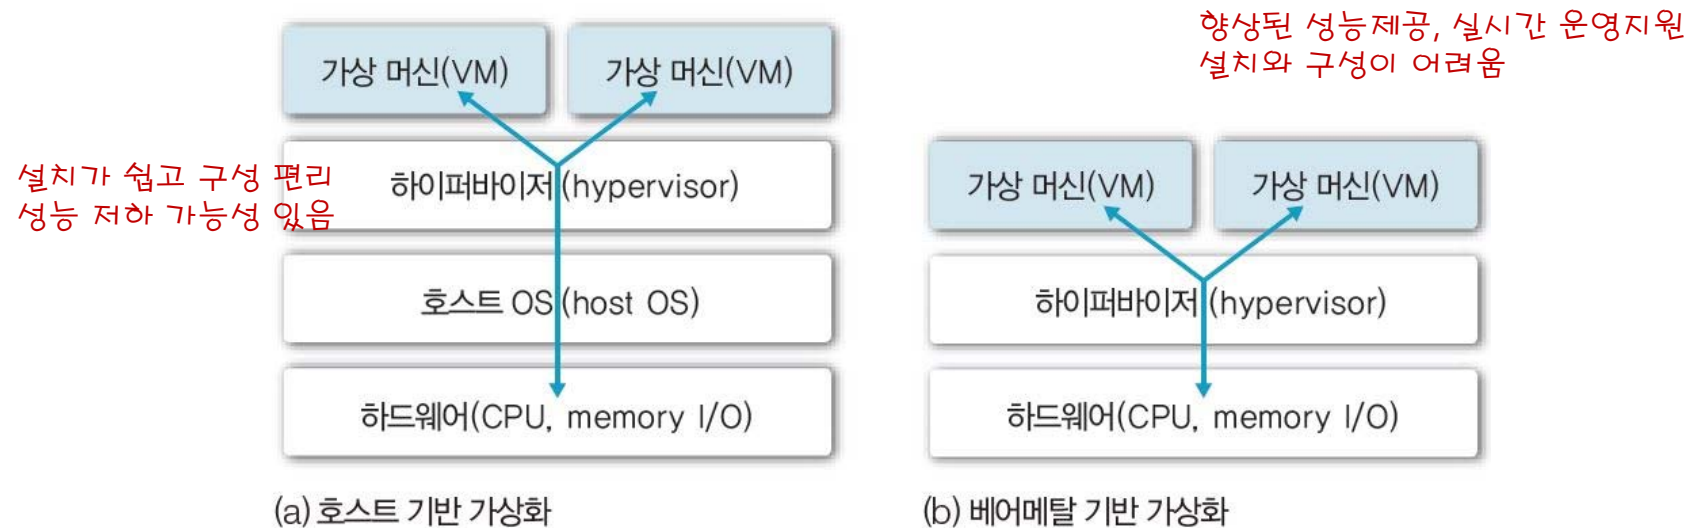 향상된 성능제공, 실시간 운영지원
설치와 구성이 어려움
가상 머신(VM)
가상 머신(VM)
설치가 쉽고 구성 편리
성능 저하 가능성 있음
하이퍼바이저 (hypervisor)
호스트 OS (host OS)
하드웨어(CPU, memory I/O)
(a) 호스트 기반 가상화
가상 머신(VM)
가상 머신(VM)
하이퍼바이저 (hypervisor)
하드웨어(CPU, memory I/O)
(b) 베어메탈 기반 가상화